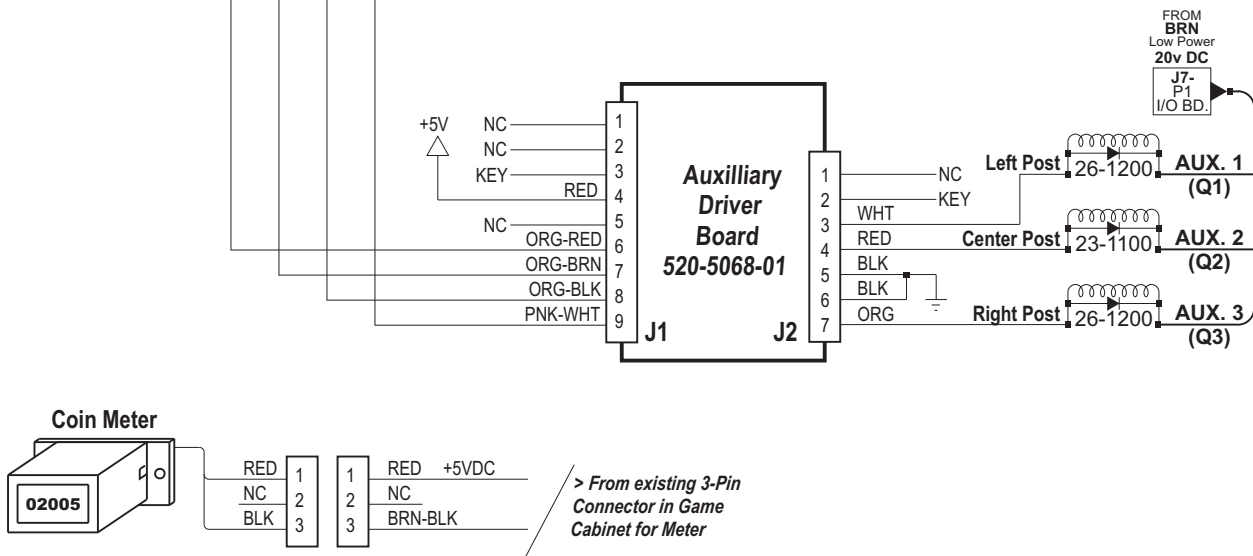 FROM
BRN
Low Power
20v DC
J7-
P1
I/O BD.
+5V
NC
1
NC
2
KEY
3
RED
4
NC
5
ORG-RED
6
ORG-BRN
7
ORG-BLK
8
PNK-WHT
9
J1
Auxilliary
Driver
Board
520-5068-01
J2
1
NC
2
KEY
3
WHT
4
RED
5
BLK
6
BLK
7
ORG
Left Post
26-1200
AUX. 1
(Q1)
Center Post
23-1100
AUX. 2
(Q2)
Right Post
26-1200
AUX. 3
(Q3)
Coin Meter
02005
RED
1
NC
2
BLK
3
1
RED +5VDC
2
NC
3
BRN-BLK
> From existing 3-Pin
Connector in Game
Cabinet for Meter